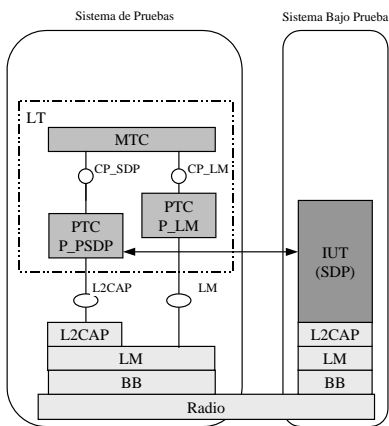 Sistema de Pruebas
Sistema Bajo Prueba
LT
MTC
CP_SDP
CP_LM
PTC
P_PSDP
PTC
P_LM
IUT
(SDP)
L2CAP
LM
L2CAP
LM
BB
L2CAP
LM
BB
Radio